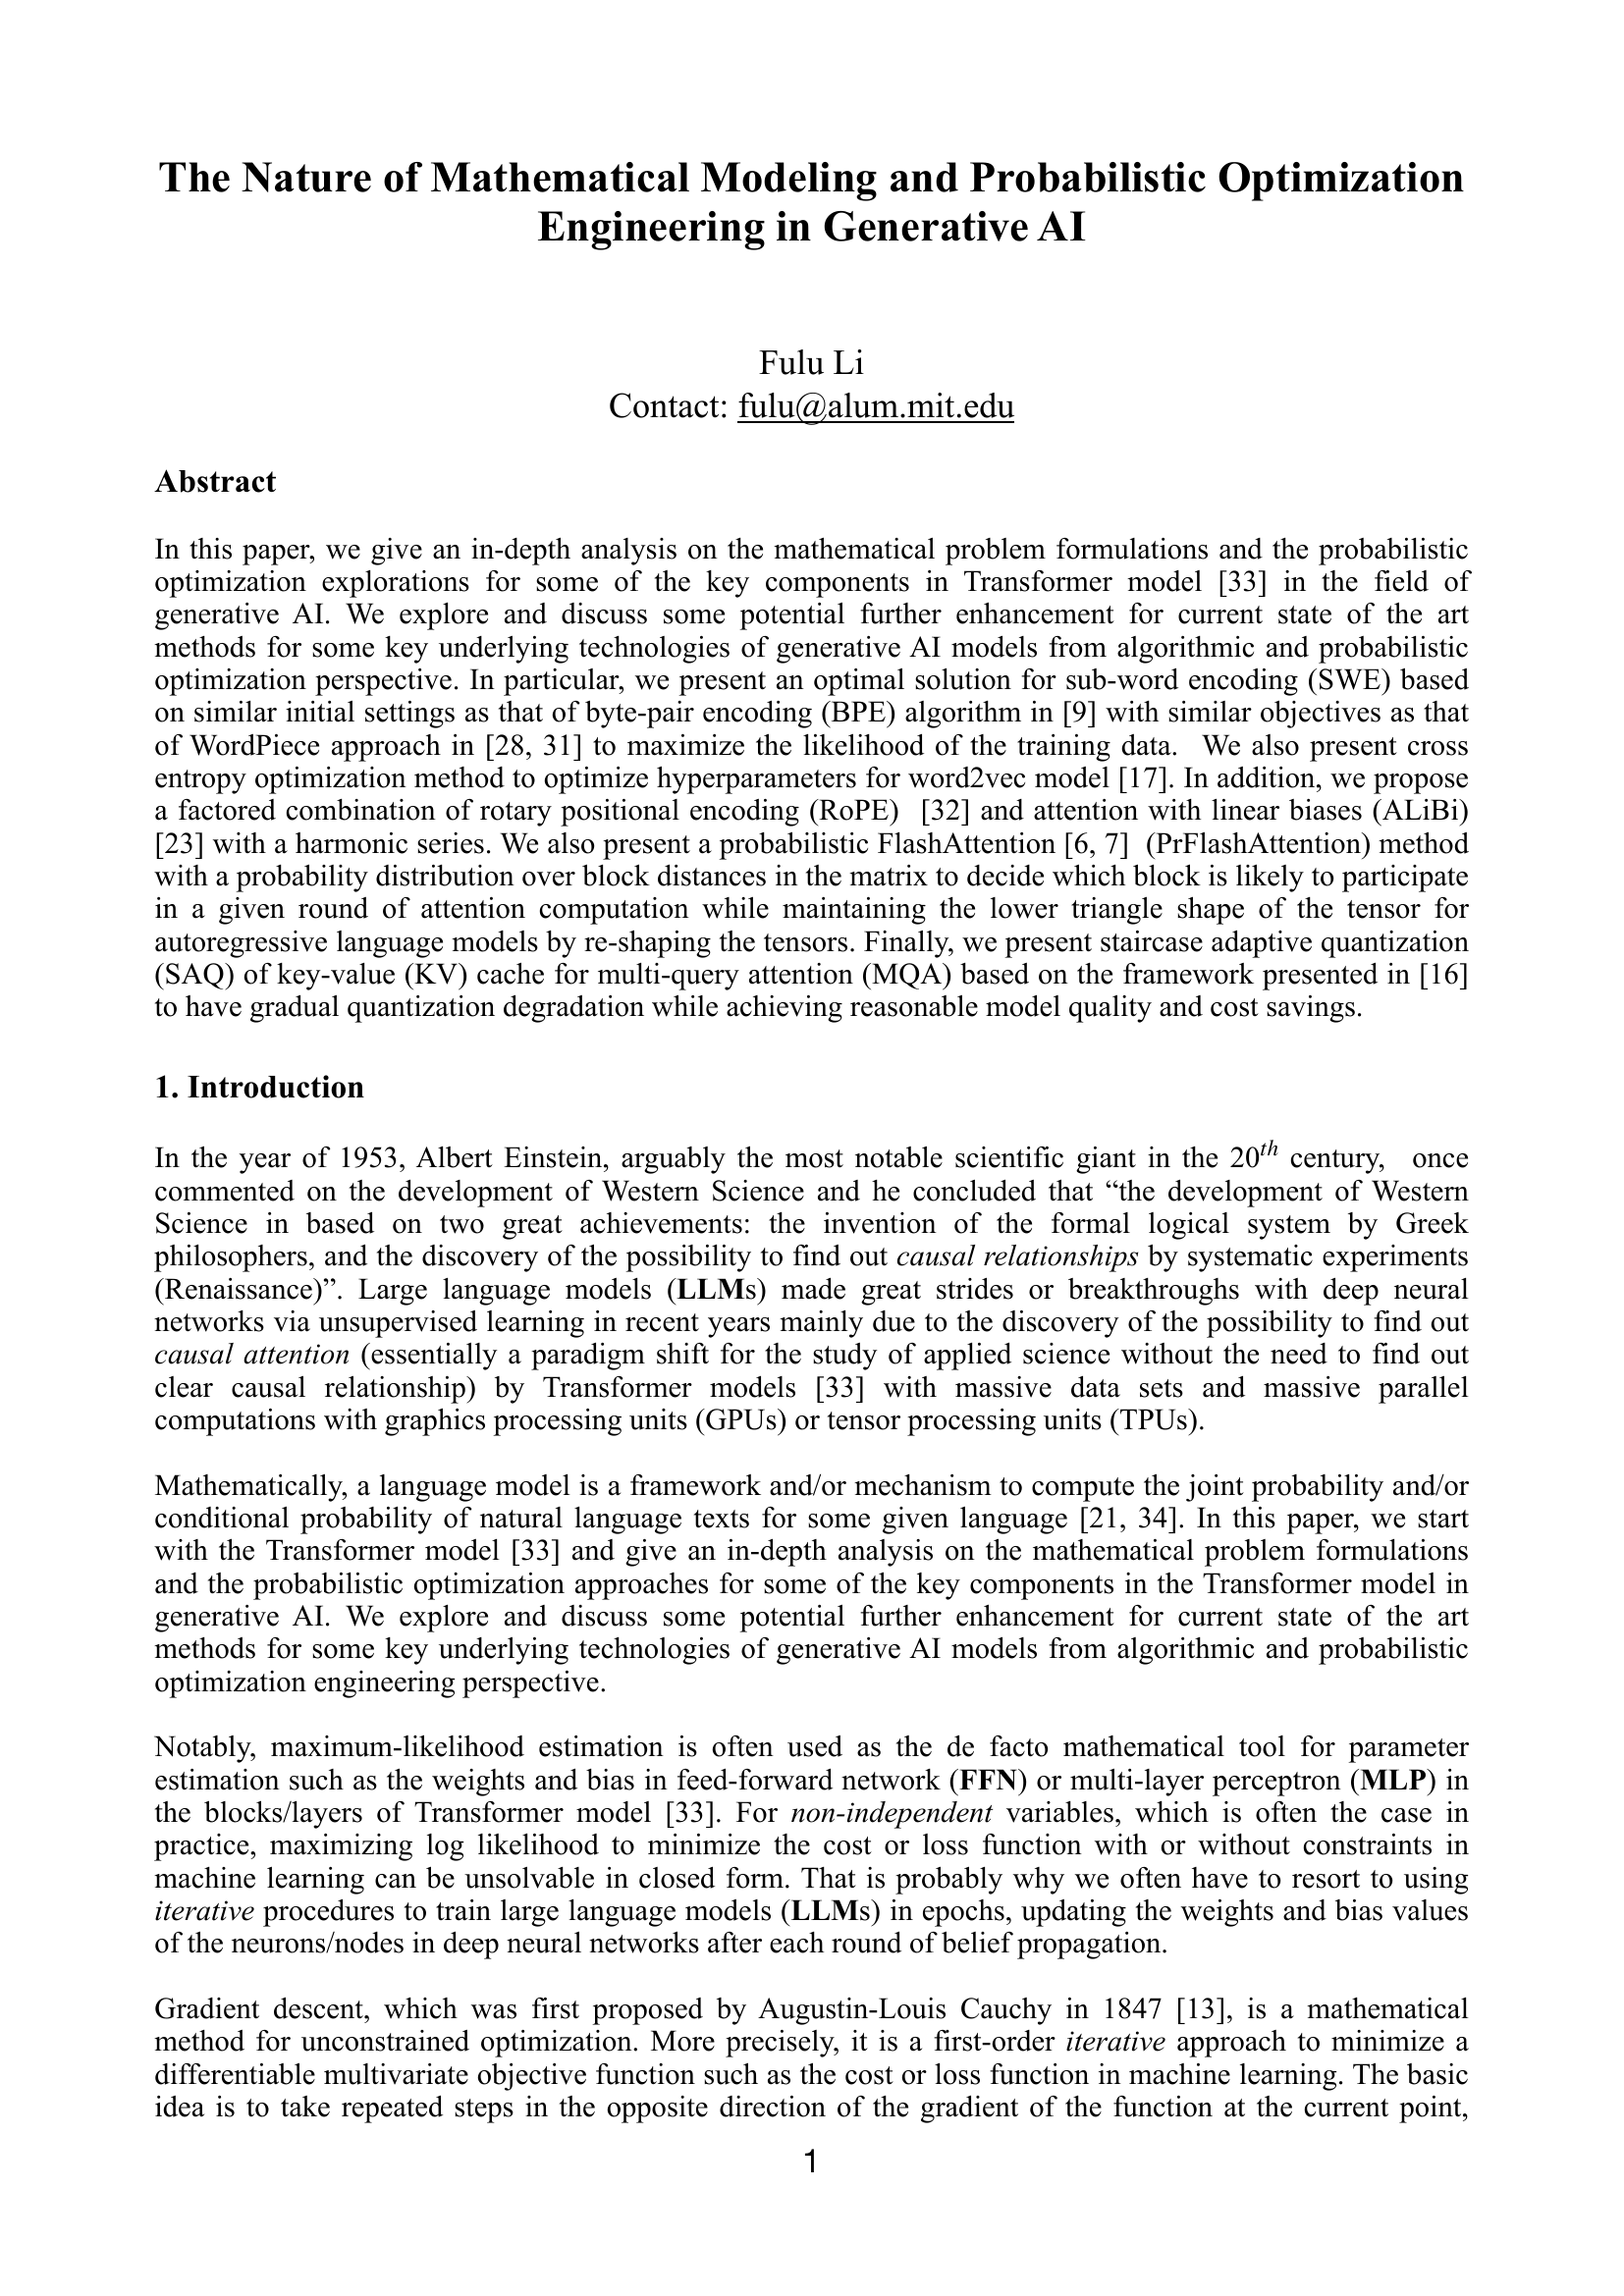 The Nature of Mathematical Modeling and Probabilistic Optimization
Engineering in Generative AI
Fulu Li
Contact: fulu@alum.mit.edu
Abstract
In this paper, we give an in-depth analysis on the mathematical problem formulations and the probabilistic
optimization explorations for some of the key components in Transformer model [33] in the field of
generative AI. We explore and discuss some potential further enhancement for current state of the art
methods for some key underlying technologies of generative AI models from algorithmic and probabilistic
optimization perspective. In particular, we present an optimal solution for sub-word encoding (SWE) based
on similar initial settings as that of byte-pair encoding (BPE) algorithm in [9] with similar objectives as that
of WordPiece approach in [28, 31] to maximize the likelihood of the training data. We also present cross
entropy optimization method to optimize hyperparameters for word2vec model [17]. In addition, we propose
a factored combination of rotary positional encoding (RoPE) [32] and attention with linear biases (ALiBi)
[23] with a harmonic series. We also present a probabilistic FlashAttention [6, 7] (PrFlashAttention) method
with a probability distribution over block distances in the matrix to decide which block is likely to participate
in a given round of attention computation while maintaining the lower triangle shape of the tensor for
autoregressive language models by re-shaping the tensors. Finally, we present staircase adaptive quantization
(SAQ) of key-value (KV) cache for multi-query attention (MQA) based on the framework presented in [16]
to have gradual quantization degradation while achieving reasonable model quality and cost savings.
1. Introduction
In the year of 1953, Albert Einstein, arguably the most notable scientific giant in the 20th century, once
commented on the development of Western Science and he concluded that “the development of Western
Science in based on two great achievements: the invention of the formal logical system by Greek
philosophers, and the discovery of the possibility to find out causal relationships by systematic experiments
(Renaissance)”. Large language models (LLMs) made great strides or breakthroughs with deep neural
networks via unsupervised learning in recent years mainly due to the discovery of the possibility to find out
causal attention (essentially a paradigm shift for the study of applied science without the need to find out
clear causal relationship) by Transformer models [33] with massive data sets and massive parallel
computations with graphics processing units (GPUs) or tensor processing units (TPUs).
Mathematically, a language model is a framework and/or mechanism to compute the joint probability and/or
conditional probability of natural language texts for some given language [21, 34]. In this paper, we start
with the Transformer model [33] and give an in-depth analysis on the mathematical problem formulations
and the probabilistic optimization approaches for some of the key components in the Transformer model in
generative AI. We explore and discuss some potential further enhancement for current state of the art
methods for some key underlying technologies of generative AI models from algorithmic and probabilistic
optimization engineering perspective.
Notably, maximum-likelihood estimation is often used as the de facto mathematical tool for parameter
estimation such as the weights and bias in feed-forward network (FFN) or multi-layer perceptron (MLP) in
the blocks/layers of Transformer model [33]. For non-independent variables, which is often the case in
practice, maximizing log likelihood to minimize the cost or loss function with or without constraints in
machine learning can be unsolvable in closed form. That is probably why we often have to resort to using
iterative procedures to train large language models (LLMs) in epochs, updating the weights and bias values
of the neurons/nodes in deep neural networks after each round of belief propagation.
Gradient descent, which was first proposed by Augustin-Louis Cauchy in 1847 [13], is a mathematical
method for unconstrained optimization. More precisely, it is a first-order iterative approach to minimize a
differentiable multivariate objective function such as the cost or loss function in machine learning. The basic
idea is to take repeated steps in the opposite direction of the gradient of the function at the current point,
1